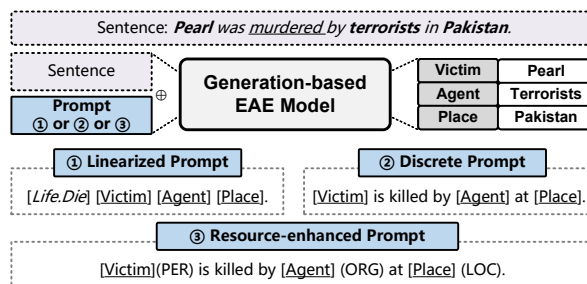 Sentence: Pearl was murdered by terrorists in Pakistan.
Sentence
Prompt
① or ② or ③
⊕
Generation-based
EAE Model
Victim Pearl
Agent Terrorists
Place Pakistan
① Linearized Prompt
[Life.Die] [Victim] [Agent] [Place].
② Discrete Prompt
[Victim] is killed by [Agent] at [Place].
③ Resource-enhanced Prompt
[Victim](PER) is killed by [Agent] (ORG) at [Place] (LOC).